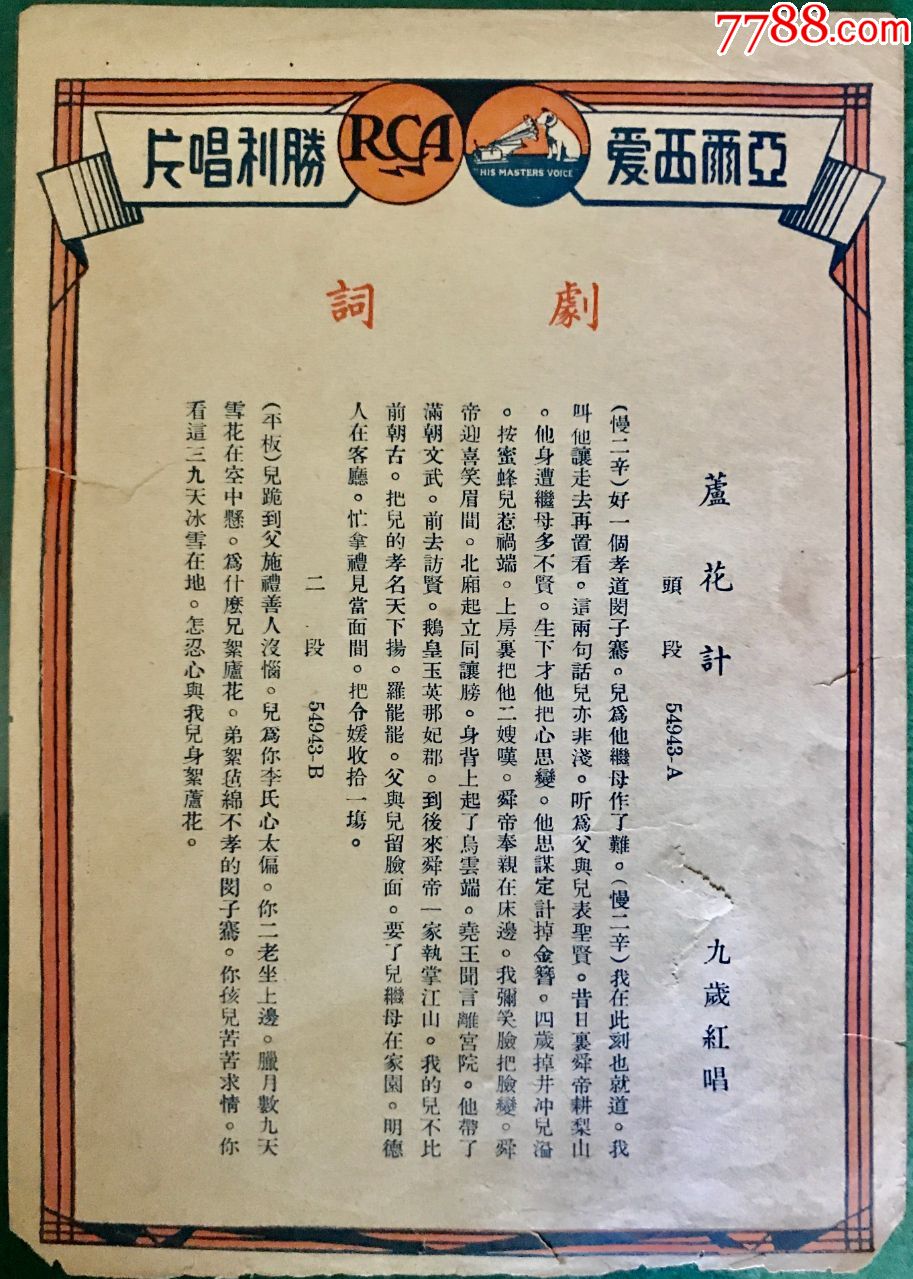 7788.com
亞爾西愛
勝利唱片
RCA
"HIS MASTERS VOICE"
劇詞
蘆花計 九歲紅唱
頭段 54943-A
(慢二辛)好一個孝道閔子騫。兒爲他繼母作了難。(慢二辛)我在此刻也就道。我
叫他讓走去再置看。這兩句話兒亦非淺。听爲父與兒表聖賢。昔日裏舜帝耕梨山
。他身遭繼母多不賢。生下才他把心思變。他思謀定計掉金簪。四歲掉井冲兒溢
。按蜜蜂兒惹禍端。上房裏把他二嫂嘆。舜帝奉親在床邊。我彌笑臉把臉變。舜
帝迎喜笑眉間。北廂起立同讓勝。身背上起了烏雲端。堯王聞言離宮院。他帶了
滿朝文武。前去訪賢。鵝皇玉英那妃郡。到後來舜帝一家執掌江山。我的兒不比
前朝古。把兒的孝名天下揚。羅能罷。父與兒留臉面。要了兒繼母在家園。明德
人在客廳。忙拿禮見當面間。把令嫒收拾一塲。
二段 54943-B
(平板)兒跪到父施禮善人沒惱。兒爲你李氏心太偏。你二老坐上邊。臘月數九天
雪花在空中懸。爲什麽兄絮廬花。弟絮毡綿不孝的閔子騫。你孩兒苦苦求情。你
看這三九天冰雪在地。怎忍心與我兒身絮蘆花。